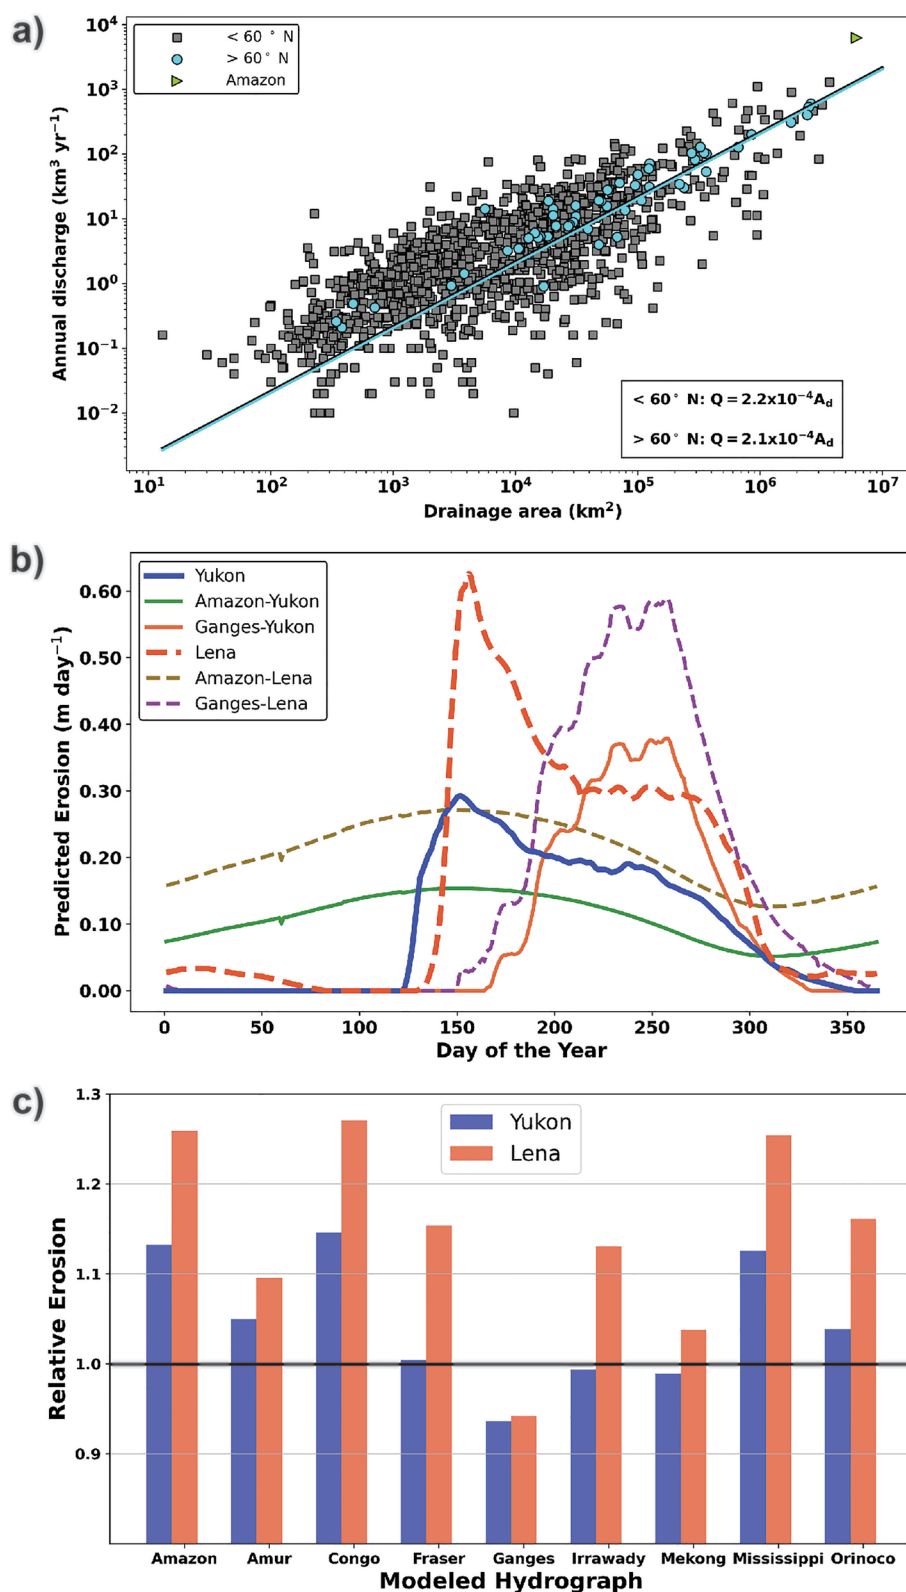 a)
10⁴
10³
10²
10¹
10⁰
10⁻¹
10⁻²
Annual discharge (km³ yr⁻¹)
< 60° N
> 60° N
Amazon
< 60° N: Q = 2.2x10⁻⁴A_d
> 60° N: Q = 2.1x10⁻⁴A_d
10¹ 10² 10³ 10⁴ 10⁵ 10⁶ 10⁷
Drainage area (km²)
b)
0.60
0.50
0.40
0.30
0.20
0.10
0.00
Predicted Erosion (m day⁻¹)
Yukon
Amazon-Yukon
Ganges-Yukon
Lena
Amazon-Lena
Ganges-Lena
0 50 100 150 200 250 300 350
Day of the Year
c)
1.3
1.2
1.1
1.0
0.9
Relative Erosion
Yukon
Lena
Amazon Amur Congo Fraser Ganges Irrawady Mekong Mississippi Orinoco
Modeled Hydrograph